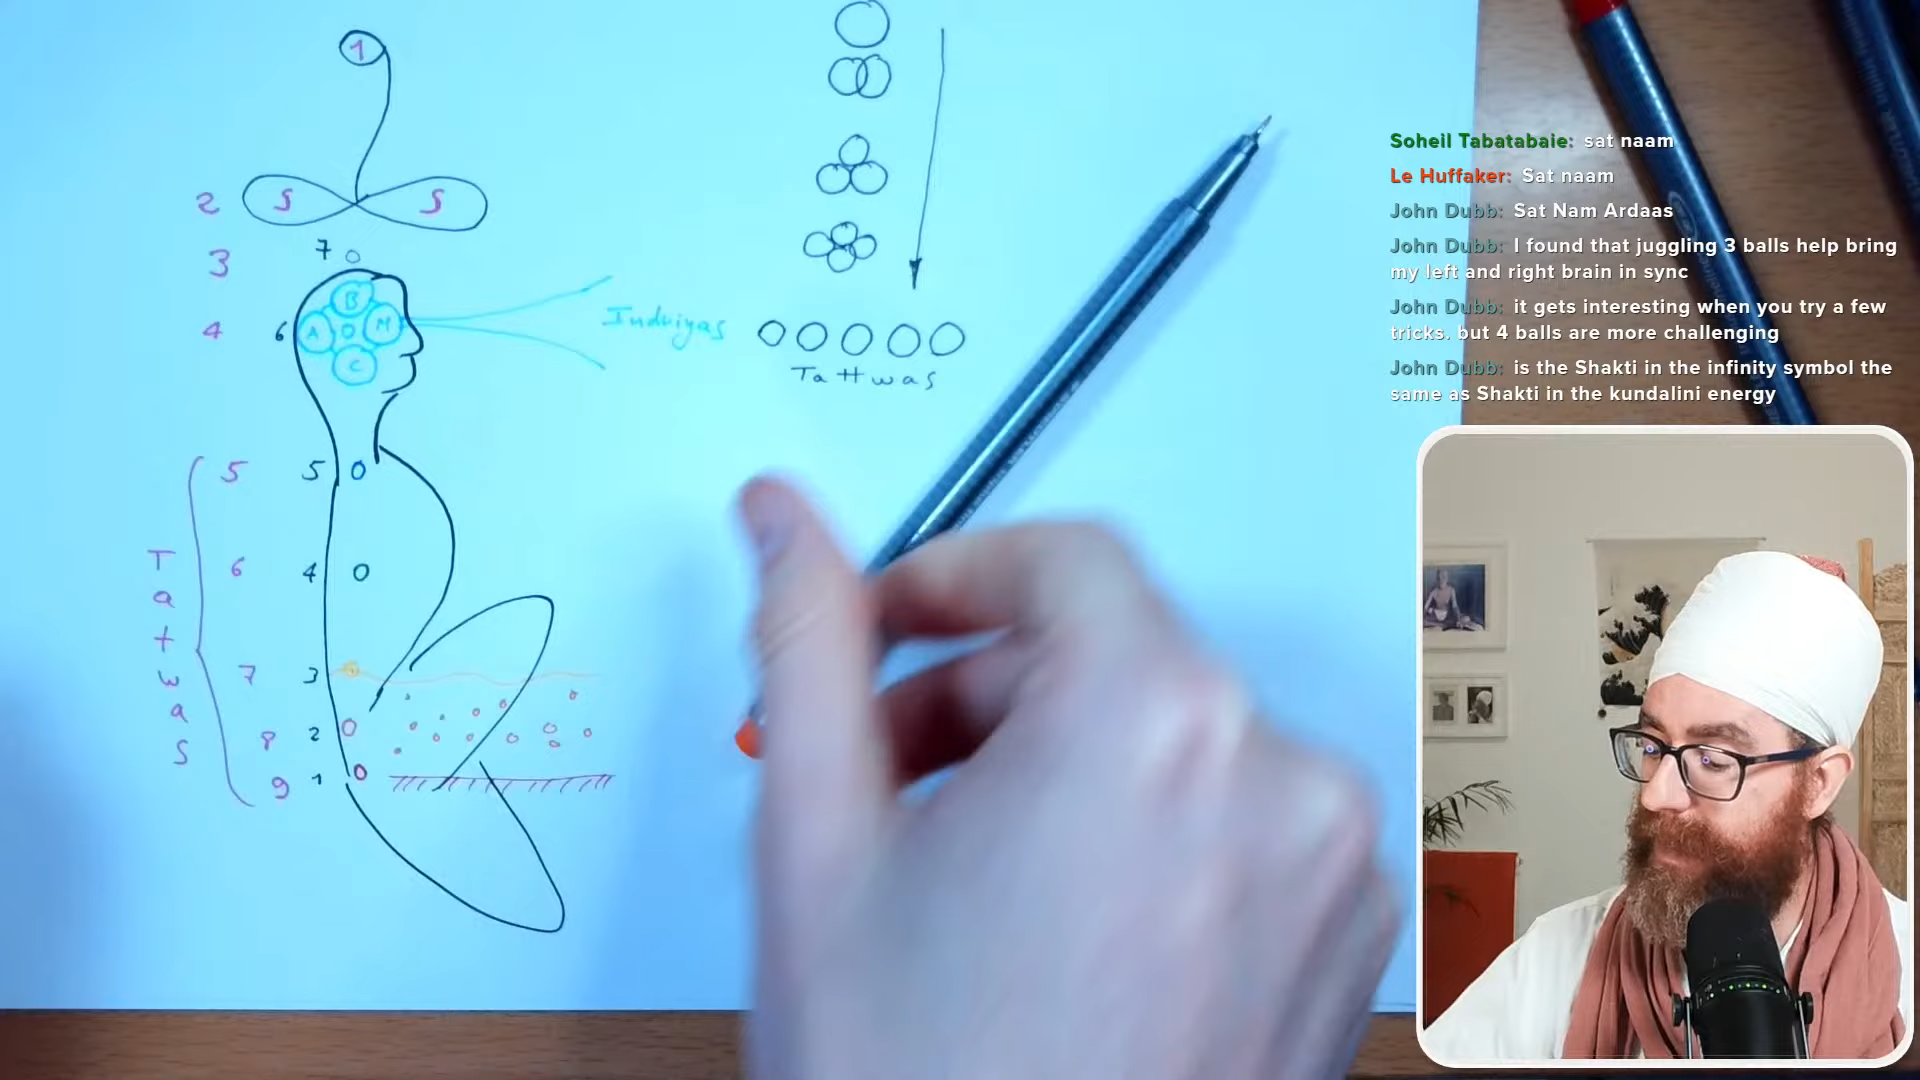 1
2 S S
3 7
4 6 A B D M C Indriyas
Tattwas
5 5
6 4
7 3
8 2
9 1
Tatwas
Soheil Tabatabaie: sat naam
Le Huffaker: Sat naam
John Dubb: Sat Nam Ardaas
John Dubb: I found that juggling 3 balls help bring
my left and right brain in sync
John Dubb: it gets interesting when you try a few
tricks. but 4 balls are more challenging
John Dubb: is the Shakti in the infinity symbol the
same as Shakti in the kundalini energy